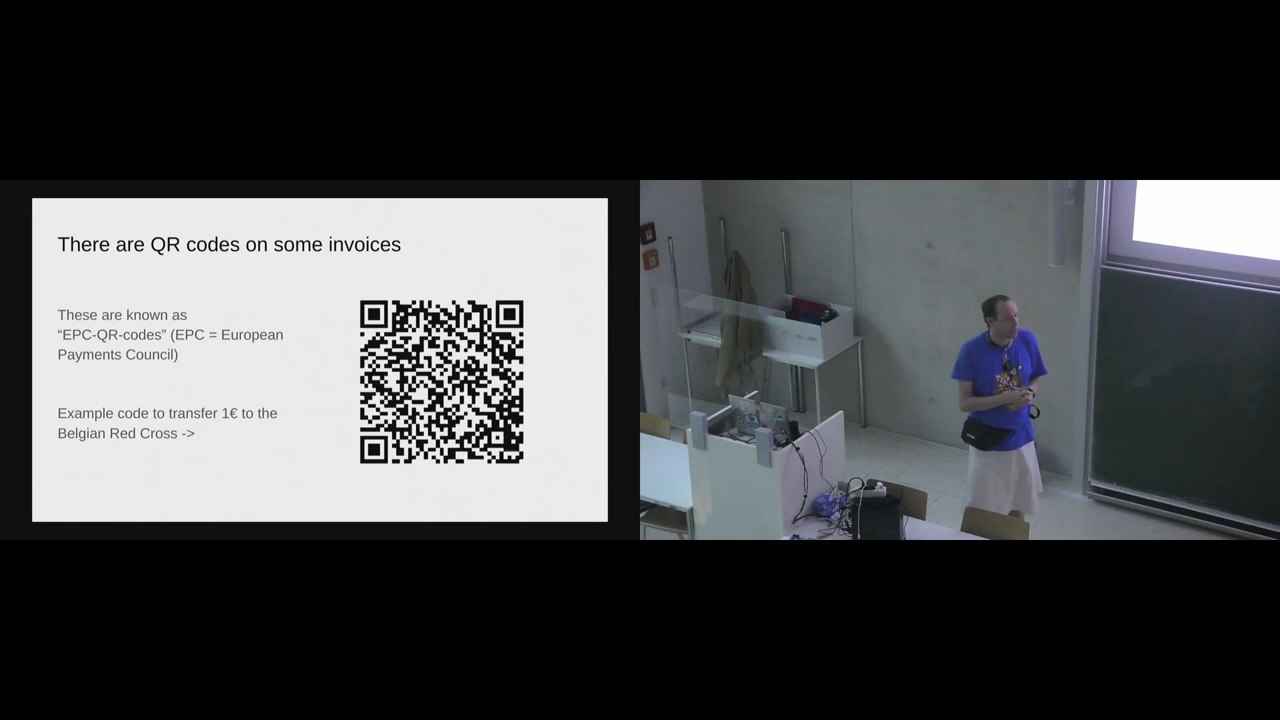 There are QR codes on some invoices
These are known as
“EPC-QR-codes” (EPC = European
Payments Council)
Example code to transfer 1€ to the
Belgian Red Cross ->